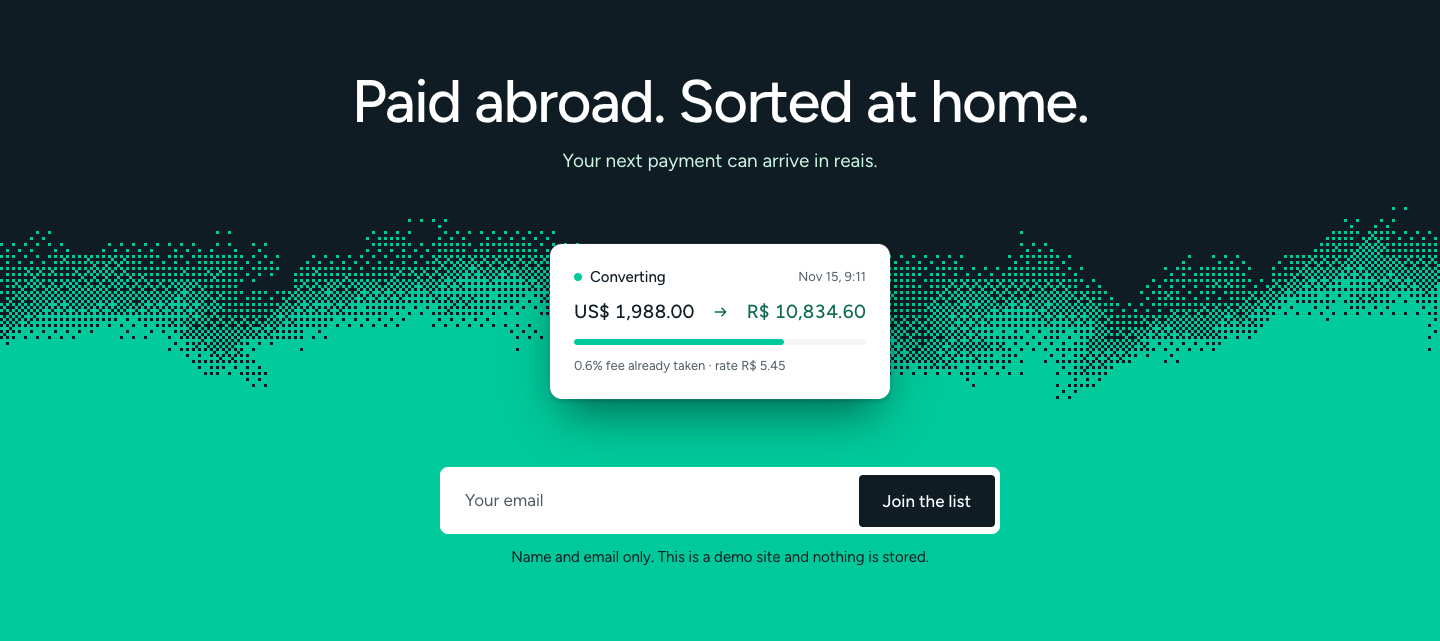 Paid abroad. Sorted at home.
Your next payment can arrive in reais.
Converting
Nov 15, 9:11
US$ 1,988.00 → R$ 10,834.60
0.6% fee already taken · rate R$ 5.45
Your email
Join the list
Name and email only. This is a demo site and nothing is stored.